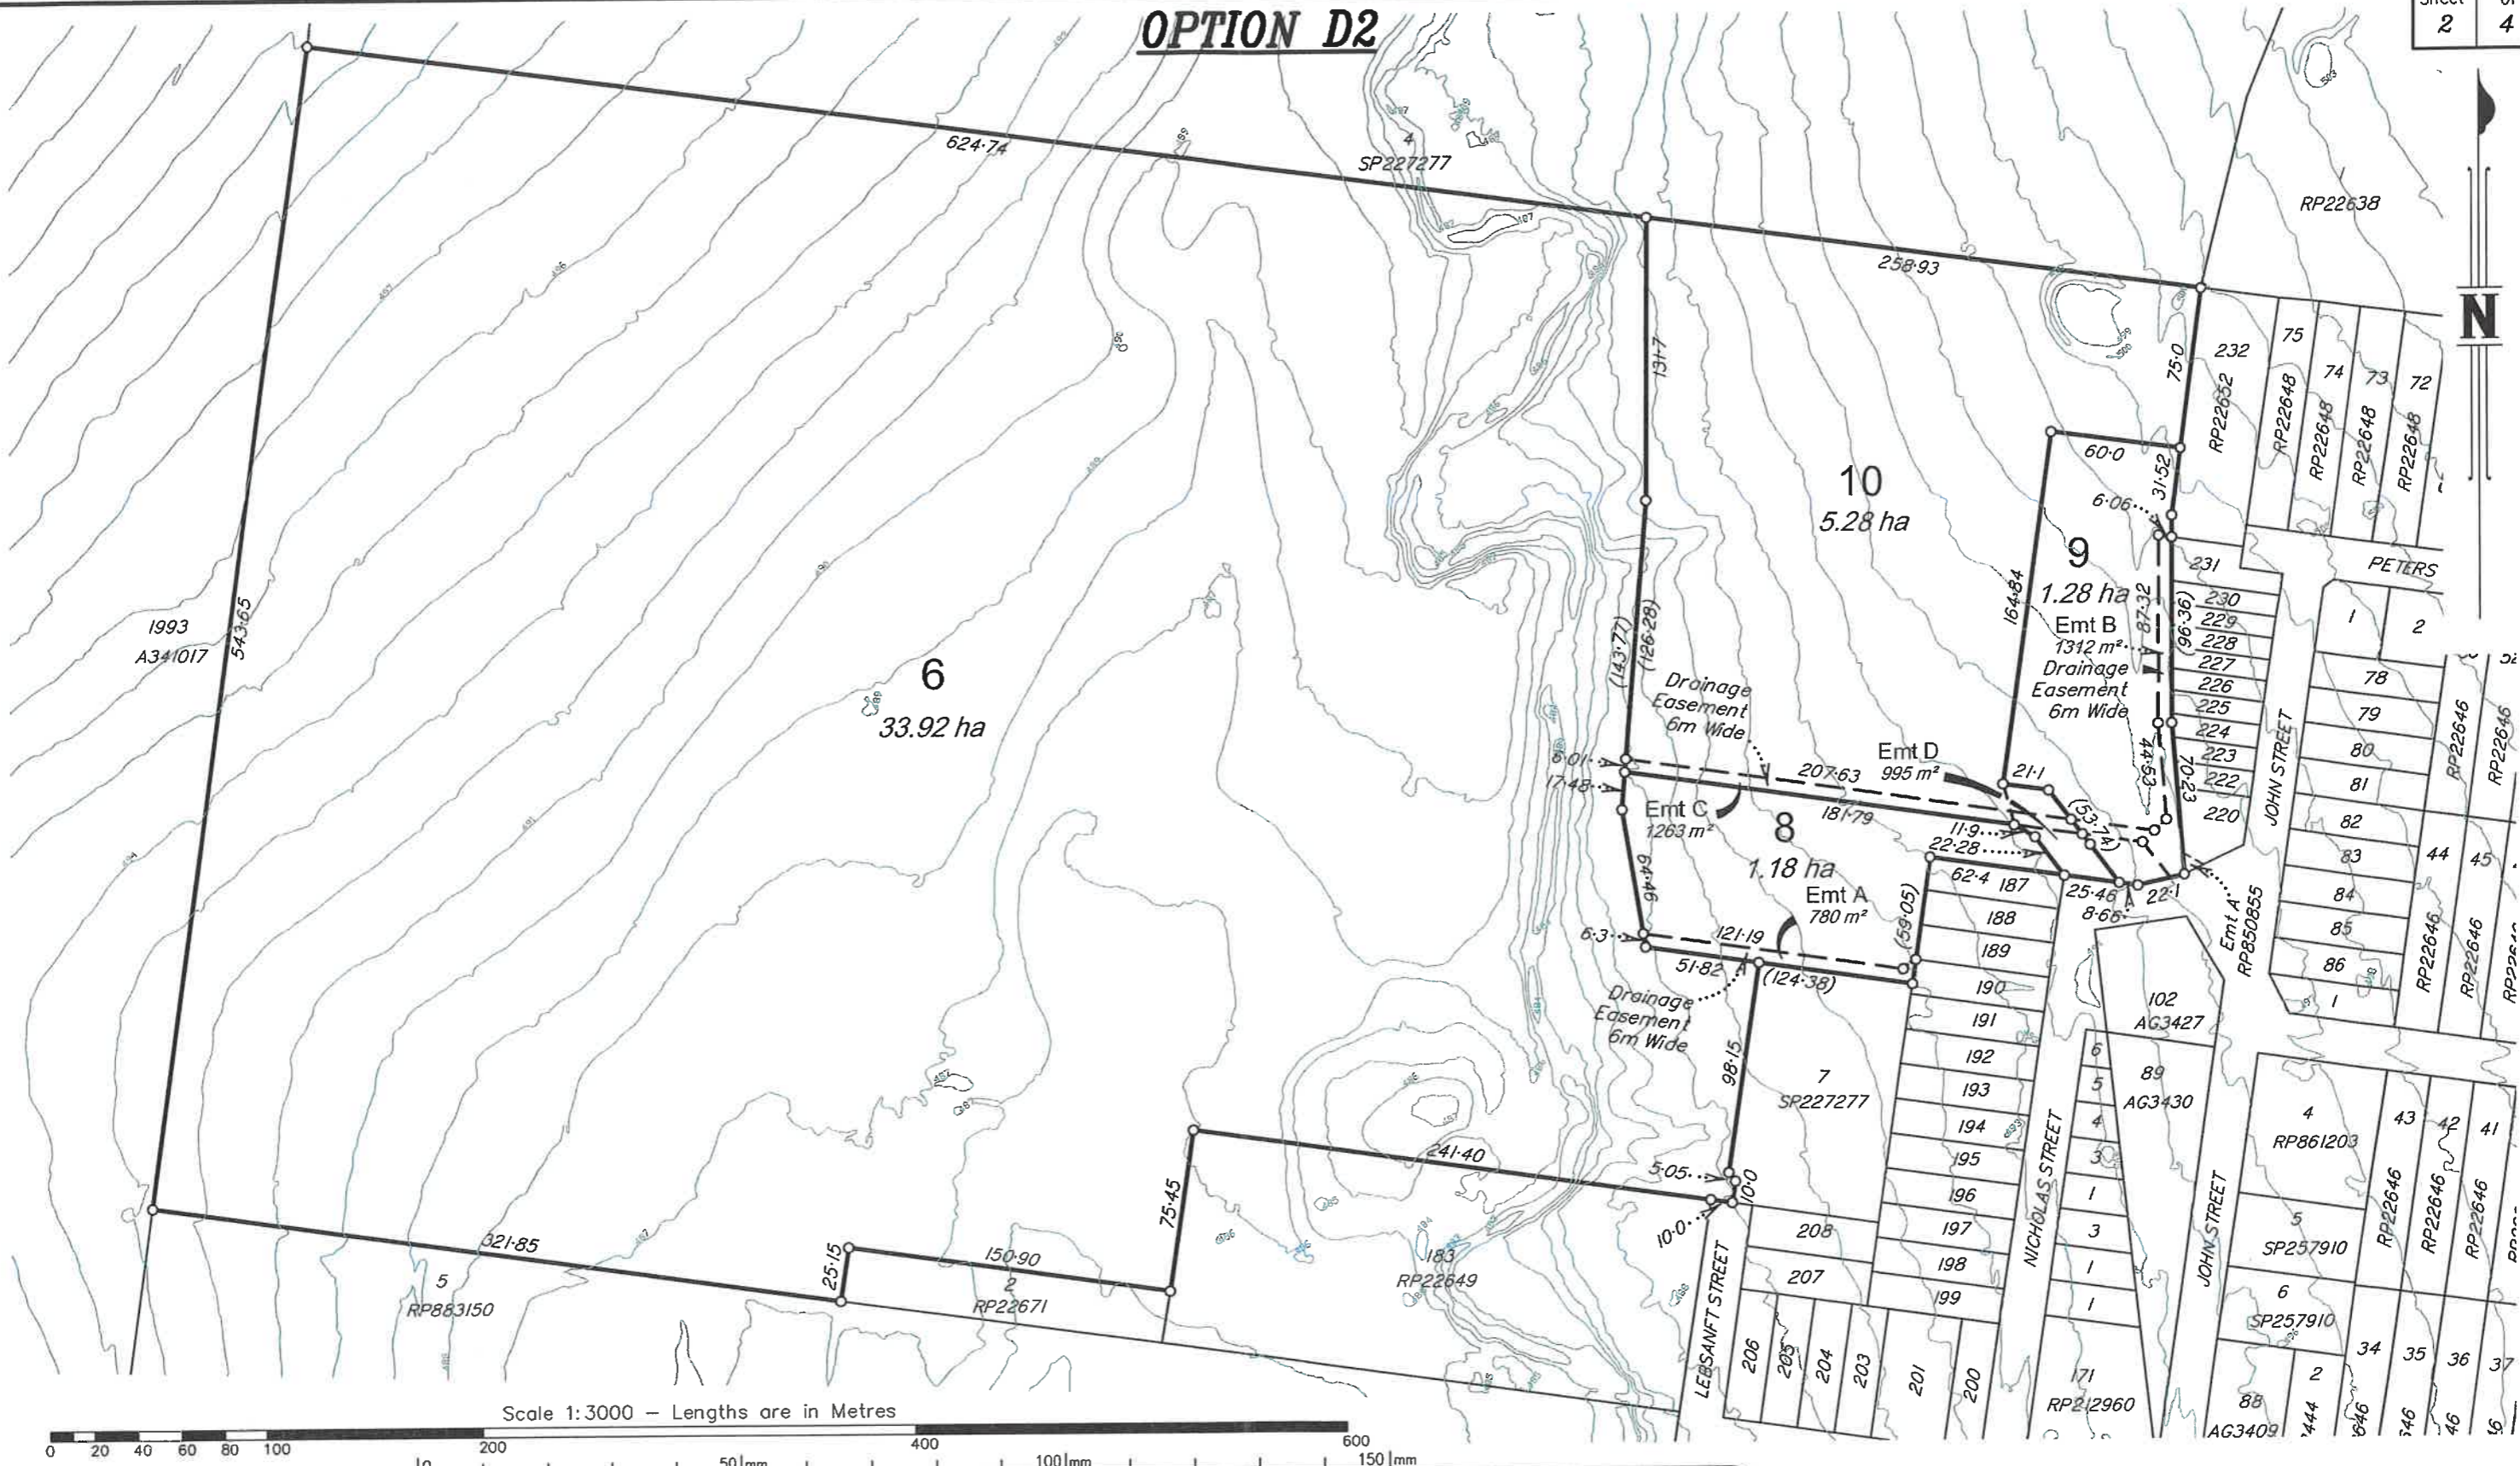 OPTION D2
Sheet
2
4
624·74
4
SP227277
1
RP22638
258·93
N
543·65
1993
A341017
131·7
75·0
232
RP22652
75
RP22648
74
RP22648
73
RP22648
72
RP22648
10
5.28 ha
60·0
31·52
6·06
9
1.28 ha
Emt B
1312 m²
Drainage
Easement
6m Wide
164·84
87·32
(96·36)
44·53
70·23
231
230
229
228
227
226
225
224
223
222
220
PETERS
1
2
78
79
80
81
82
83
84
85
86
1
JOHN STREET
RP22646
RP22646
44
45
RP22646
RP22646
6
33.92 ha
(143·77)
(126·28)
Drainage
Easement
6m Wide
6·01
17·48
207·63
Emt D
995 m²
21·1
(53·74)
Emt C
1263 m²
181·79
8
1.18 ha
11·9
22·28
Emt A
780 m²
62·4
187
25·46
8·66
22·1
Emt A
RP850855
64·46
6·3
121·19
51·82
(124·38)
(59·05)
Drainage
Easement
6m Wide
188
189
190
191
192
193
194
195
196
197
198
199
98·15
7
SP227277
102
AG3427
89
AG3430
6
5
4
3
1
3
1
1
NICHOLAS STREET
JOHN STREET
4
RP861203
43
42
41
RP22646
RP22646
RP22646
5
SP257910
6
SP257910
241·40
75·45
5·05
10·0
10·0
208
207
206
205
204
203
201
200
LEBSANFT STREET
321·85
25·15
150·90
2
RP22671
5
RP883150
183
RP22649
171
RP212960
88
AG3409
2
34
35
36
37
Scale 1:3000 – Lengths are in Metres
0 20 40 60 80 100 200 400 600
0 50 mm 100 mm 150 mm